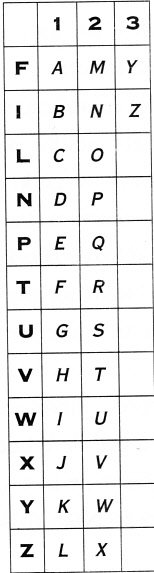 1 2 3
F A M Y
I B N Z
L C O
N D P
P E Q
T F R
U G S
V H T
W I U
X J V
Y K W
Z L X